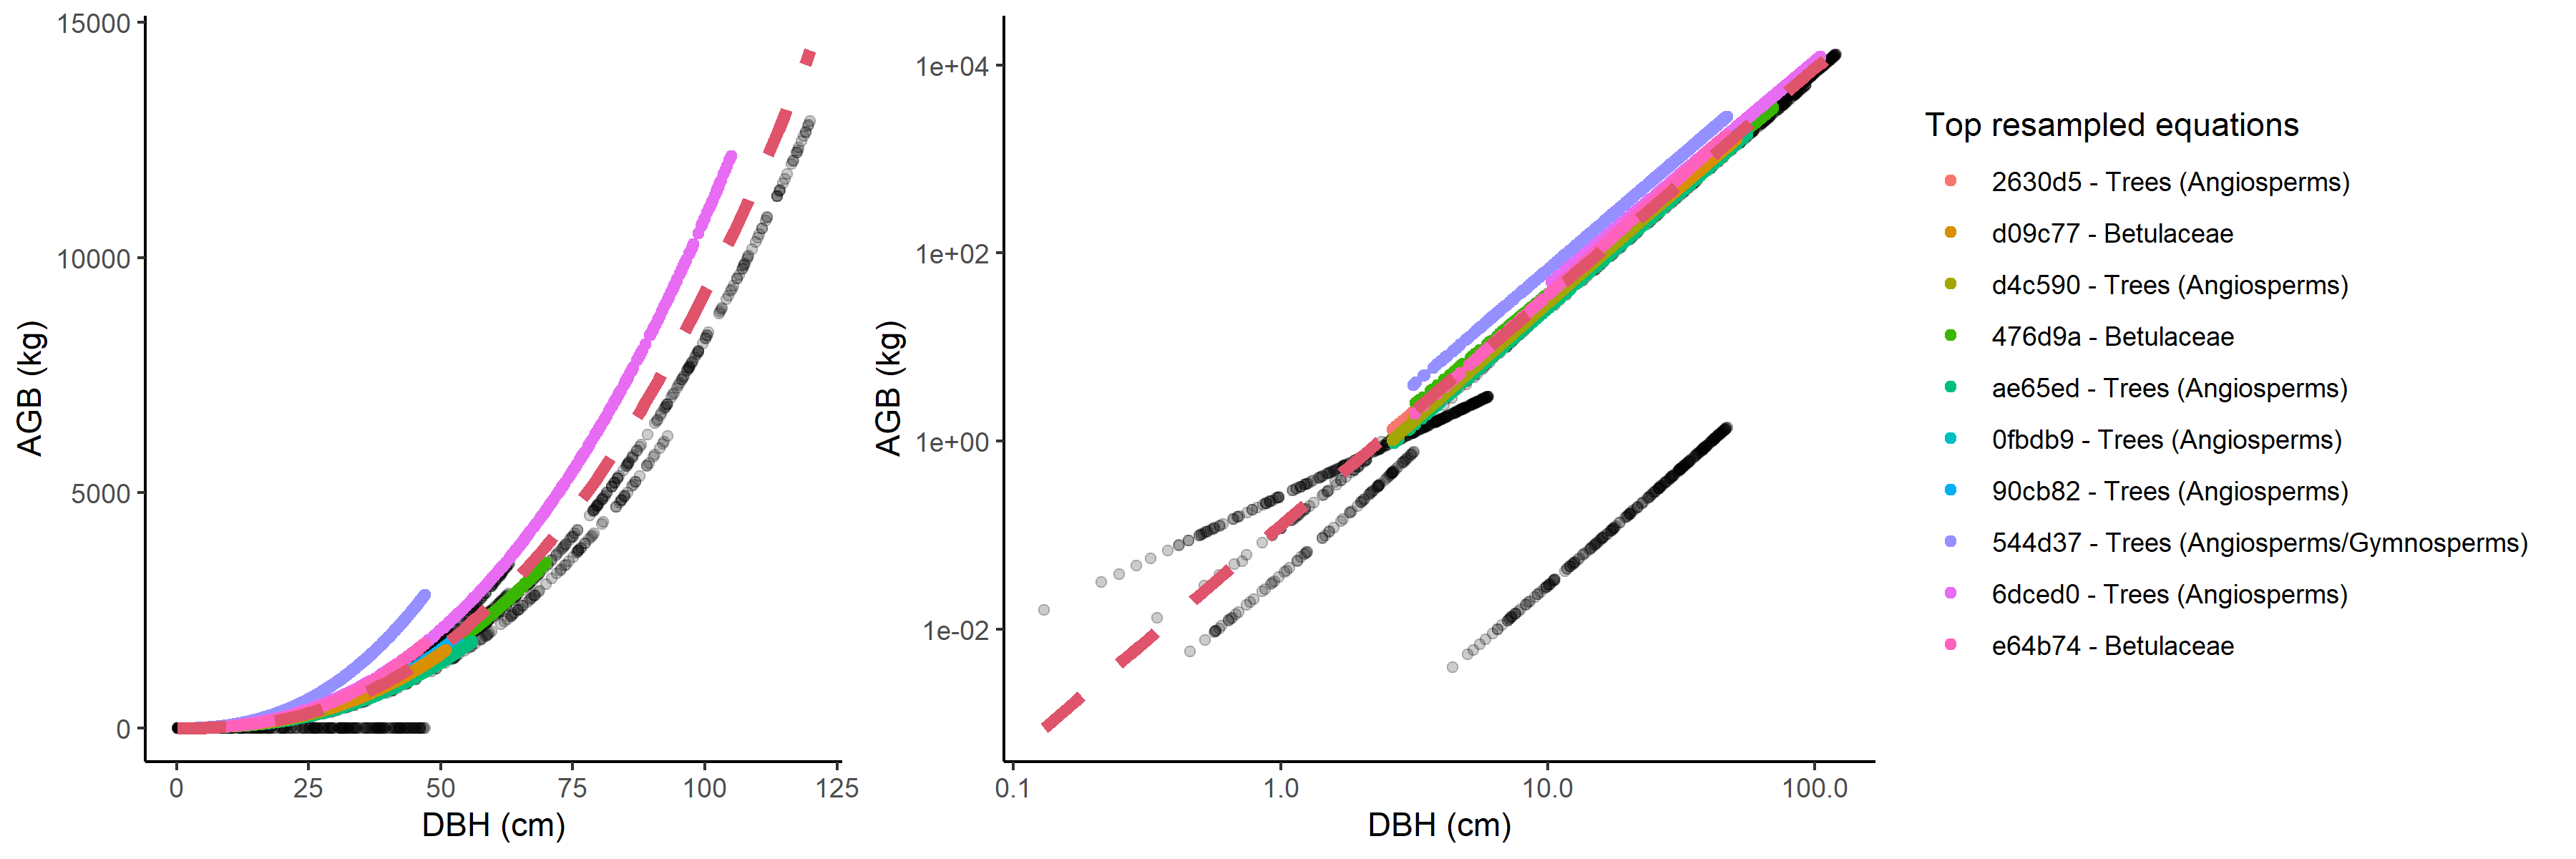 15000
10000
5000
0
AGB (kg)
0 25 50 75 100 125
DBH (cm)
1e+04
1e+02
1e+00
1e-02
AGB (kg)
0.1 1.0 10.0 100.0
DBH (cm)
Top resampled equations
2630d5 - Trees (Angiosperms)
d09c77 - Betulaceae
d4c590 - Trees (Angiosperms)
476d9a - Betulaceae
ae65ed - Trees (Angiosperms)
0fbdb9 - Trees (Angiosperms)
90cb82 - Trees (Angiosperms)
544d37 - Trees (Angiosperms/Gymnosperms)
6dced0 - Trees (Angiosperms)
e64b74 - Betulaceae